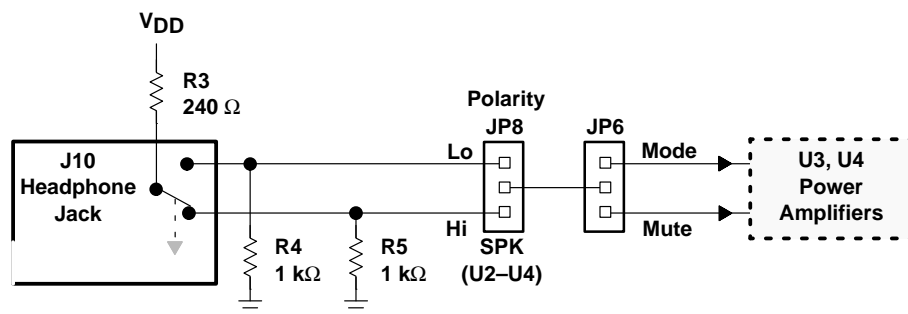 VDD
R3
240 Ω
Polarity
JP8
JP6
J10
Headphone
Jack
Lo
Mode
U3, U4
Power
Amplifiers
Hi
Mute
R4
1 kΩ
R5
1 kΩ
SPK
(U2–U4)